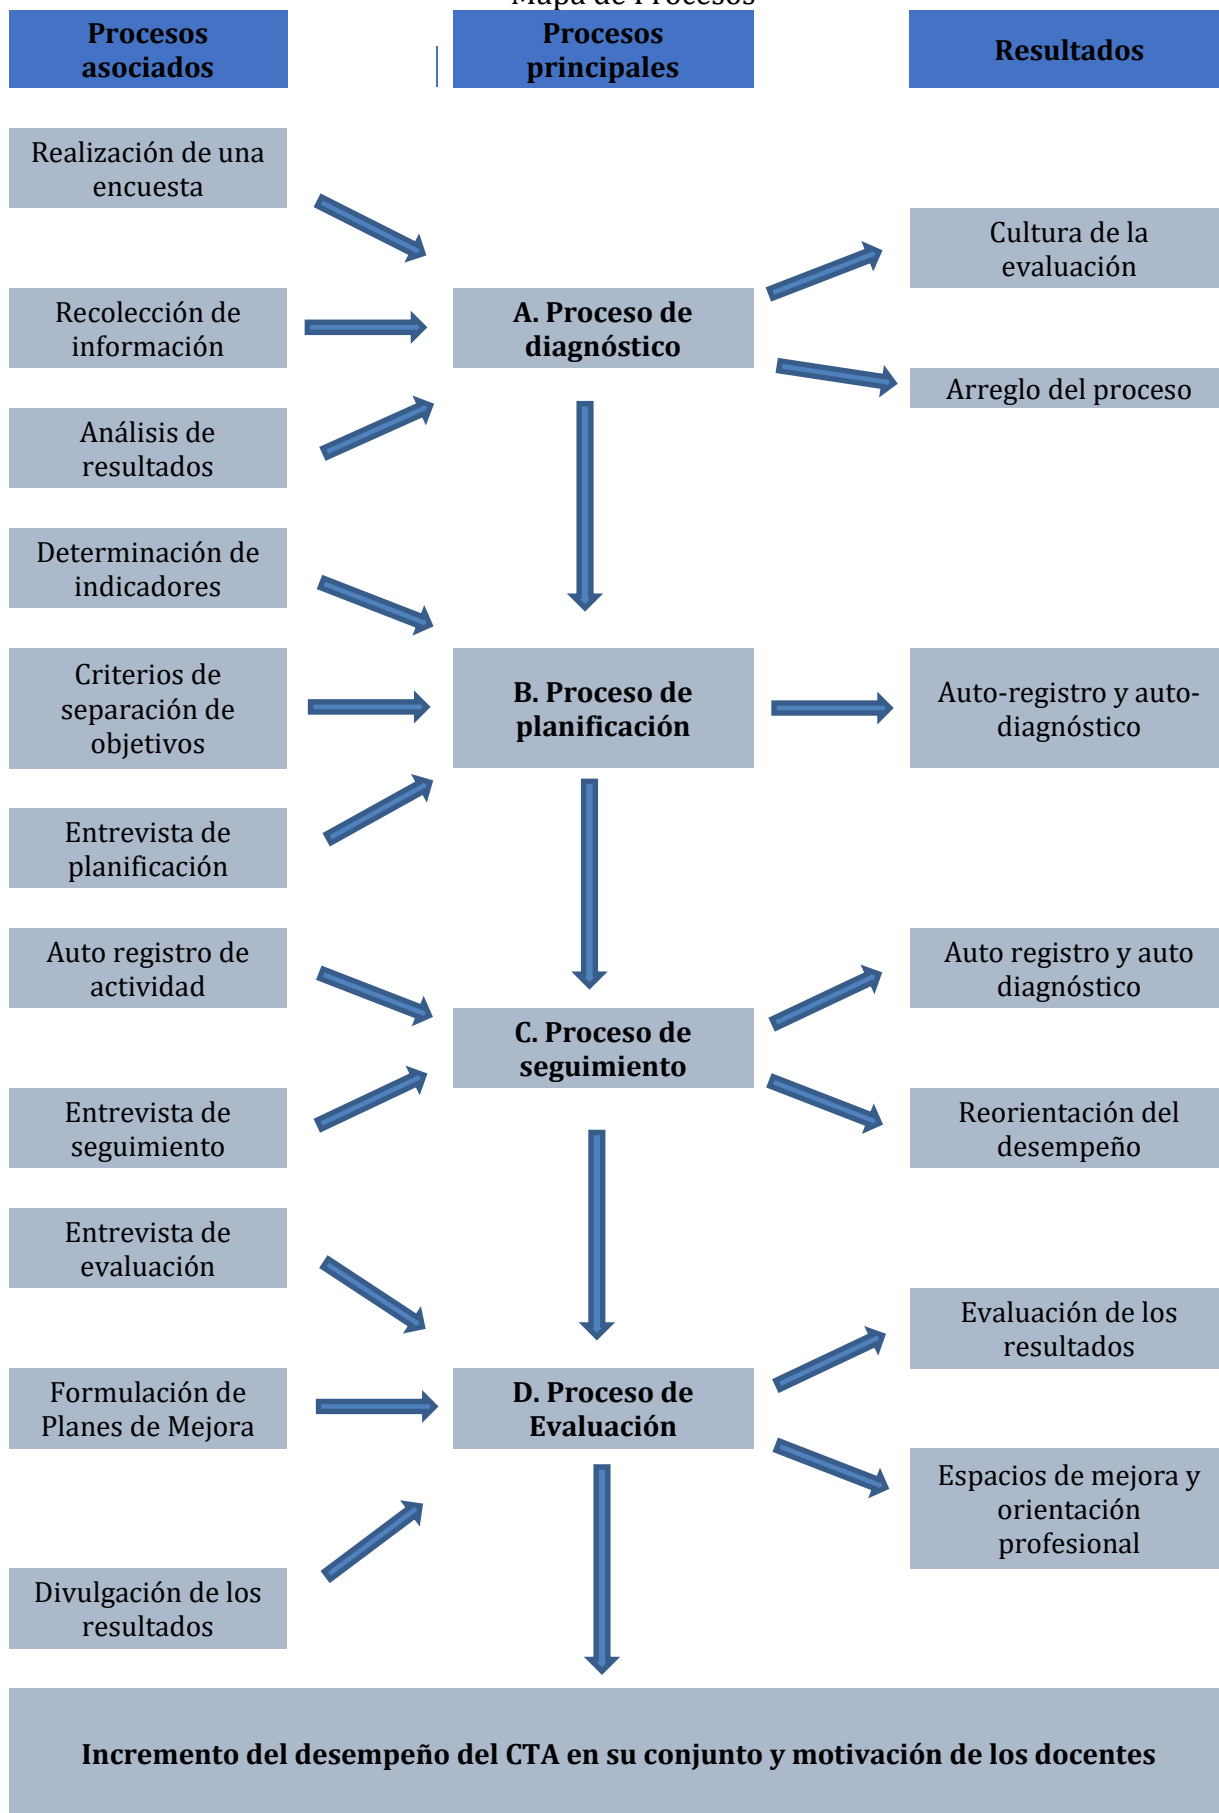 Mapa de Procesos
Procesos
asociados
Procesos
principales
Resultados
Realización de una
encuesta
Cultura de la
evaluación
Recolección de
información
A. Proceso de
diagnóstico
Arreglo del proceso
Análisis de
resultados
Determinación de
indicadores
Criterios de
separación de
objetivos
B. Proceso de
planificación
Auto-registro y auto-
diagnóstico
Entrevista de
planificación
Auto registro de
actividad
Auto registro y auto
diagnóstico
C. Proceso de
seguimiento
Entrevista de
seguimiento
Reorientación del
desempeño
Entrevista de
evaluación
Evaluación de los
resultados
Formulación de
Planes de Mejora
D. Proceso de
Evaluación
Espacios de mejora y
orientación
profesional
Divulgación de los
resultados
Incremento del desempeño del CTA en su conjunto y motivación de los docentes